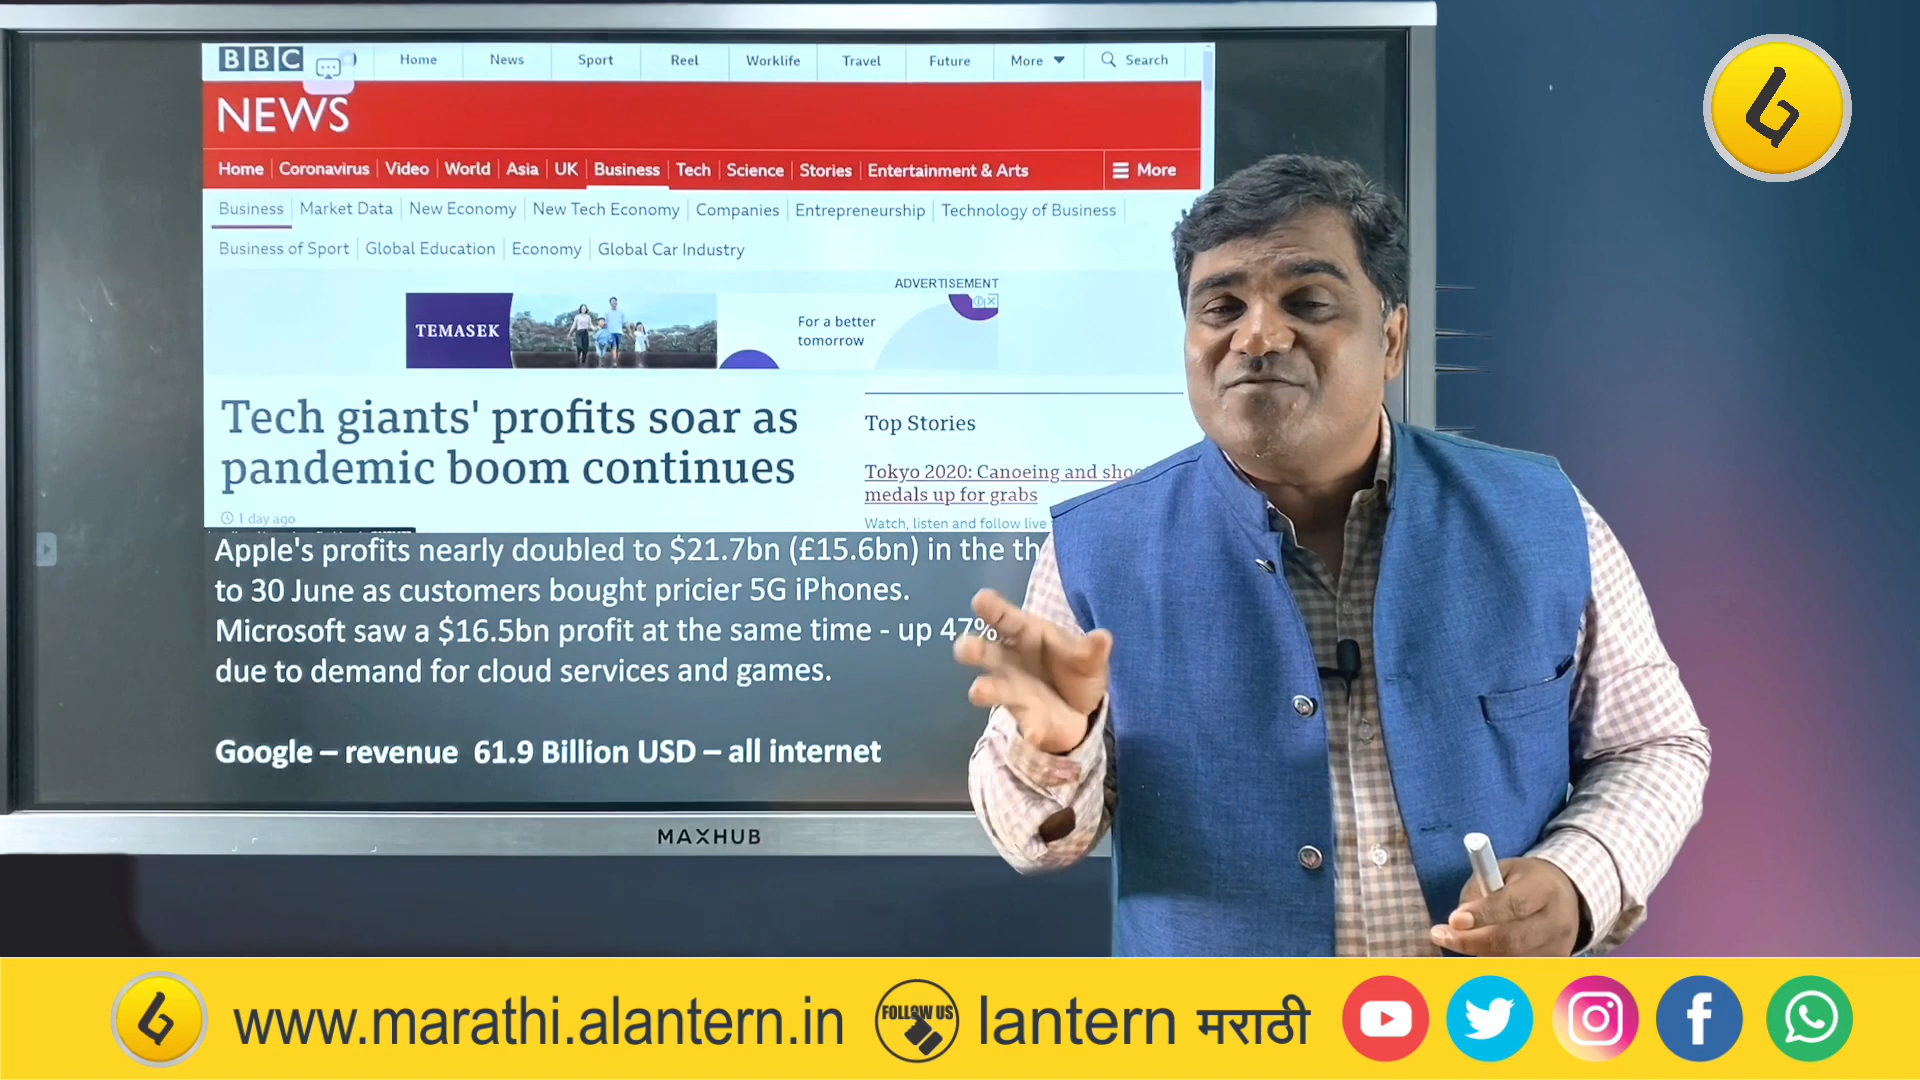 BBC
Home
News
Sport
Reel
Worklife
Travel
Future
More
Search
NEWS
Home
Coronavirus
Video
World
Asia
UK
Business
Tech
Science
Stories
Entertainment & Arts
More
Business
Market Data
New Economy
New Tech Economy
Companies
Entrepreneurship
Technology of Business
Business of Sport
Global Education
Economy
Global Car Industry
ADVERTISEMENT
TEMASEK
For a better
tomorrow
Tech giants' profits soar as
pandemic boom continues
1 day ago
Top Stories
Tokyo 2020: Canoeing and
medals up for grabs
Watch, listen and follow live
Apple's profits nearly doubled to $21.7bn (£15.6bn) in the
to 30 June as customers bought pricier 5G iPhones.
Microsoft saw a $16.5bn profit at the same time - up 47%
due to demand for cloud services and games.
Google – revenue 61.9 Billion USD – all internet
MAXHUB
www.marathi.alantern.in
FOLLOW US
lantern मराठी